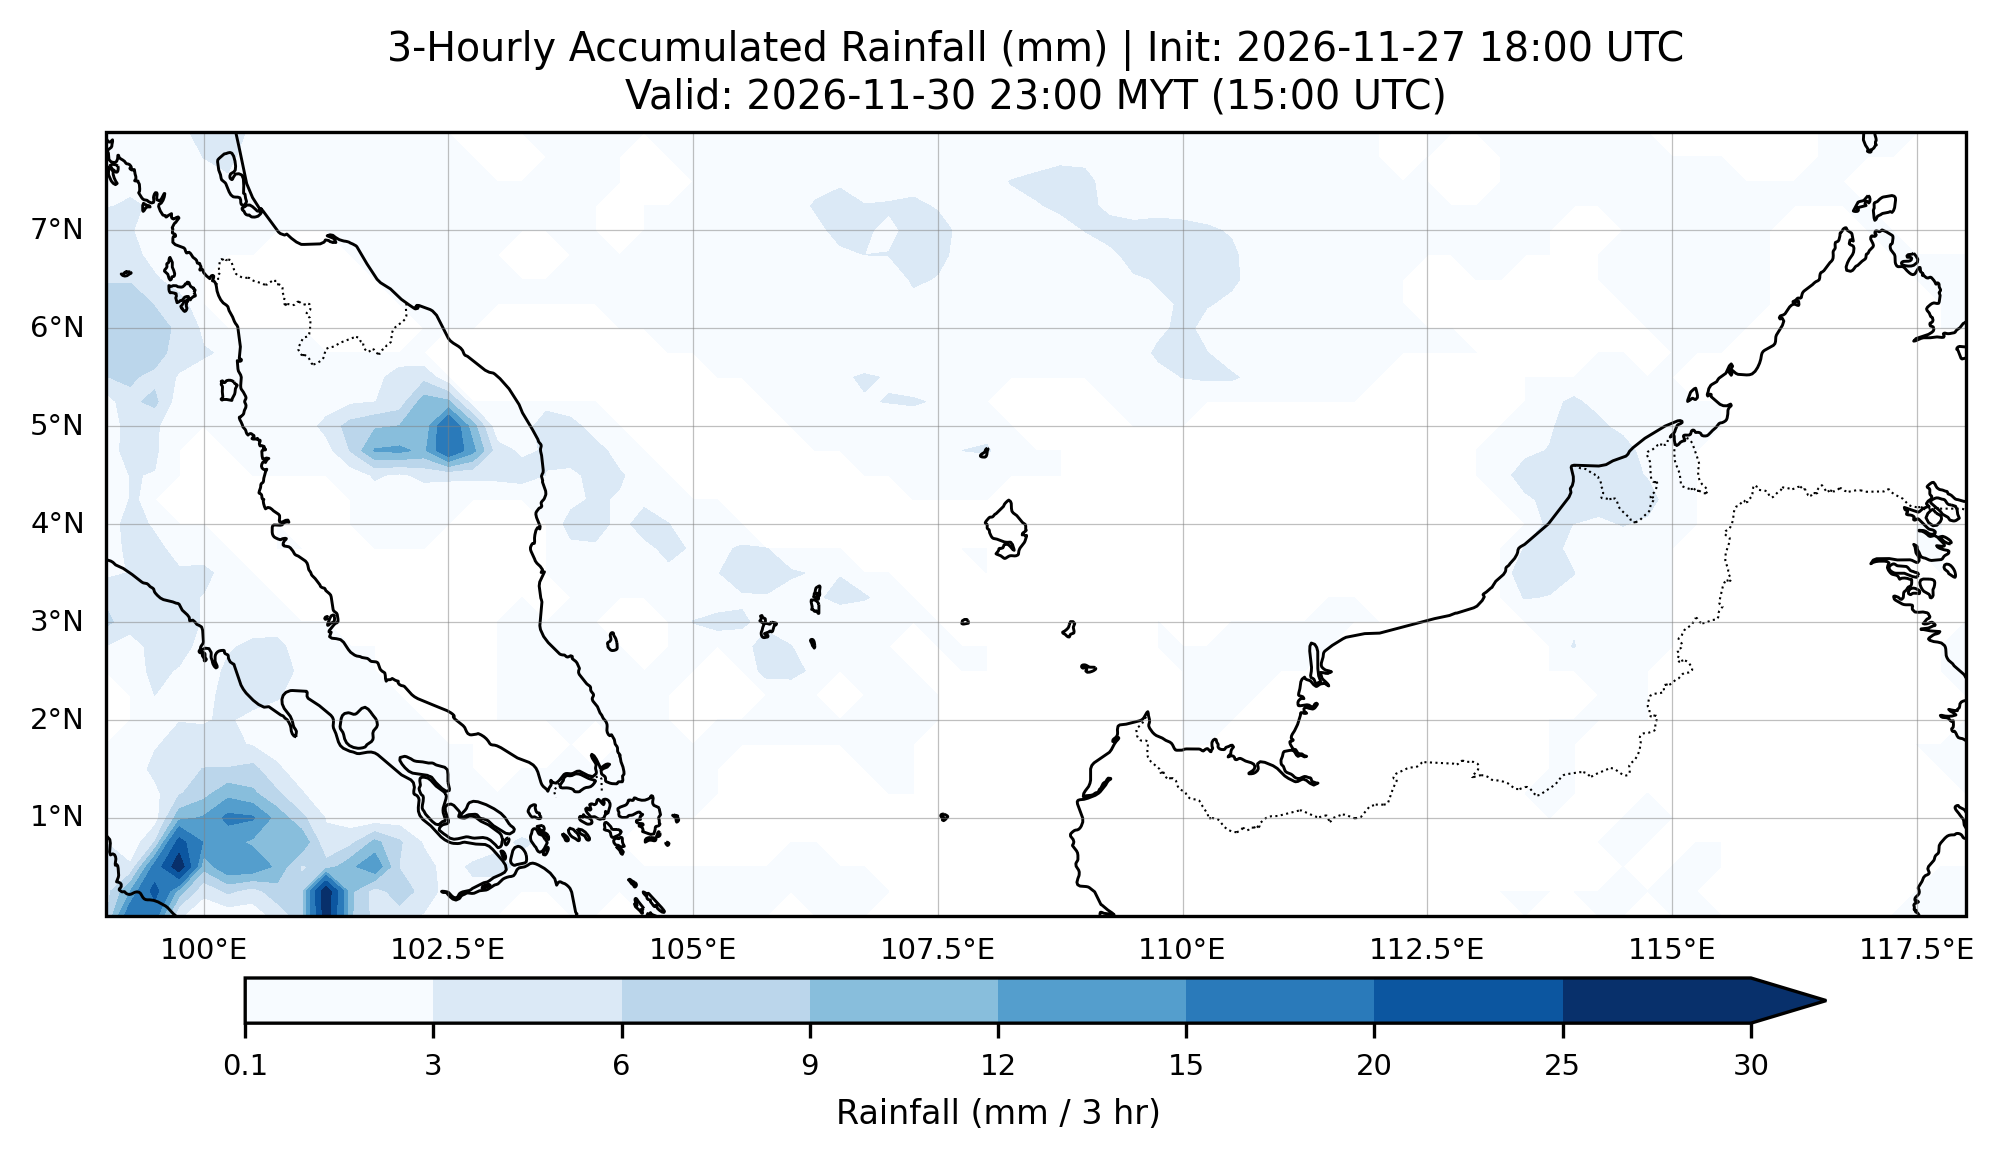 3-Hourly Accumulated Rainfall (mm) | Init: 2026-11-27 18:00 UTC
Valid: 2026-11-30 23:00 MYT (15:00 UTC)
7°N
6°N
5°N
4°N
3°N
2°N
1°N
100°E 102.5°E 105°E 107.5°E 110°E 112.5°E 115°E 117.5°E
0.1 3 6 9 12 15 20 25 30
Rainfall (mm / 3 hr)